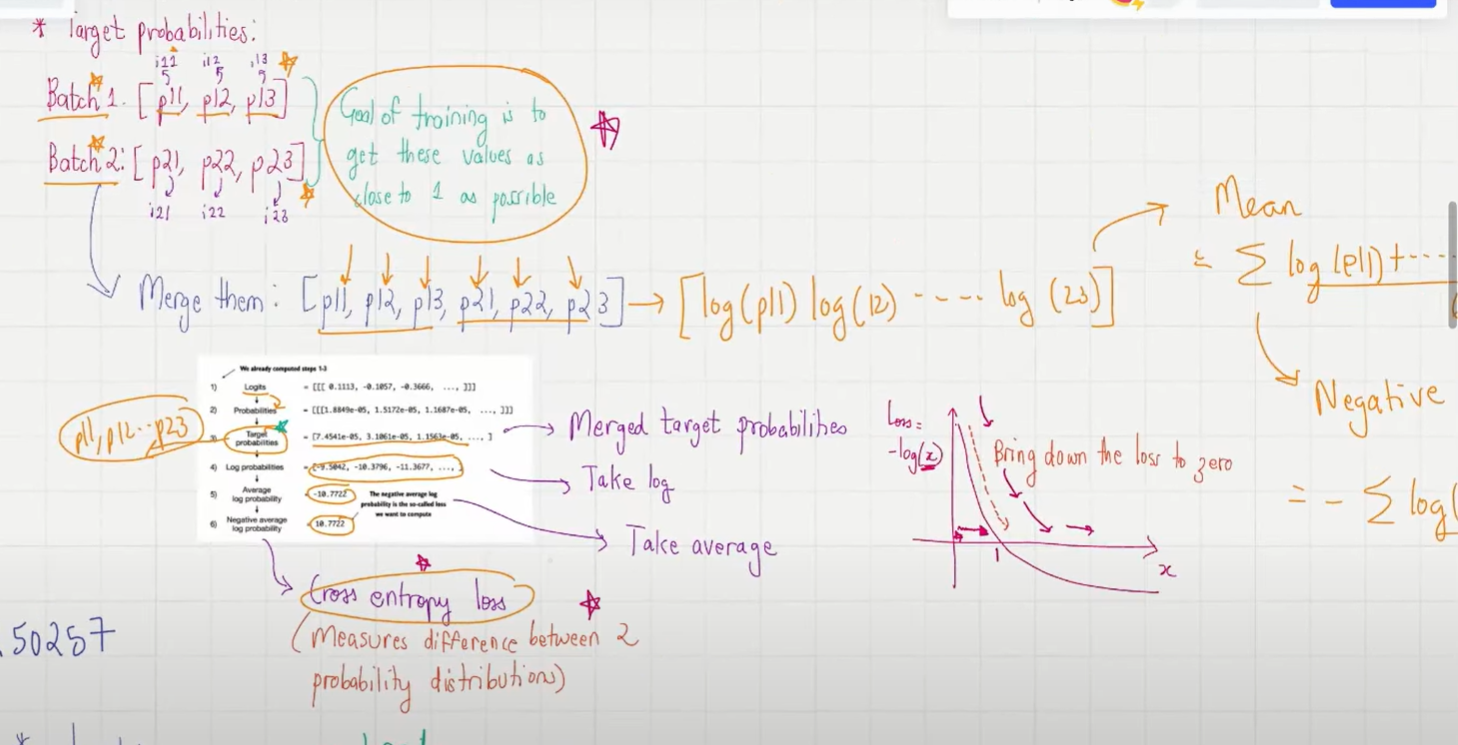 * Target probabilities:
i11 i12 i13
Batch 1. [p11, p12, p13]
Batch 2: [p21, p22, p23]
i21 i22 i23
Goal of training is to
get these values as
close to 1 as possible
Merge them: [p11, p12, p13, p21, p22, p23] → [log(p11) log(12) ---- log (23)]
Mean
= Σ log(p11) + ----
Negative
= - Σ log(
p11, p12 -- p23
We already computed steps 1-3
1) Logits = [[[ 0.1113, -0.1057, -0.3666, ..., ]]]
2) Probabilities = [[[1.8849e-05, 1.5172e-05, 1.1687e-05, ..., ]]]
3) Target probabilities = [7.4541e-05, 3.1061e-05, 1.1563e-05, ..., ]
4) Log probabilities = [-9.5042, -10.3796, -11.3677, ..., ]
5) Average log probability = -10.7722
6) Negative average log probability = 10.7722
The negative average log
probability is the so-called loss
we want to compute
Merged target probabilities
Take log
Take average
Loss =
-log(x)
Bring down the loss to zero
1
x
Cross entropy loss
(Measures difference between 2
probability distributions)
50257